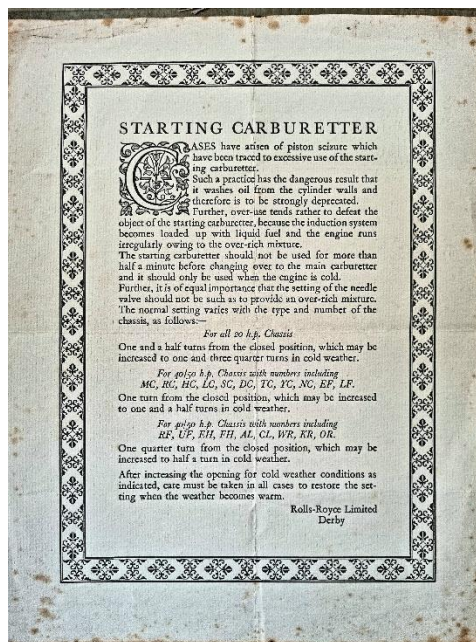 STARTING CARBURETTER
CASES have arisen of piston seizure which
have been traced to excessive use of the start-
ing carburetter.
Such a practice has the dangerous result that
it washes oil from the cylinder walls and
therefore is to be strongly deprecated.
Further, over-use tends rather to defeat the
object of the starting carburetter, because the induction system
becomes loaded up with liquid fuel and the engine runs
irregularly owing to the over-rich mixture.
The starting carburetter should not be used for more than
half a minute before changing over to the main carburetter
and it should only be used when the engine is cold.
Further, it is of equal importance that the setting of the needle
valve should not be such as to provide an over-rich mixture.
The normal setting varies with the type and number of the
chassis, as follows:—
For all 20 h.p. Chassis
One and a half turns from the closed position, which may be
increased to one and three quarter turns in cold weather.
For 40/50 h.p. Chassis with numbers including
MC, RC, HC, LC, SC, DC, TC, YC, NC, EF, LF.
One turn from the closed position, which may be increased
to one and a half turns in cold weather.
For 40/50 h.p. Chassis with numbers including
RF, UF, EH, FH, AL, CL, WR, KR, OR.
One quarter turn from the closed position, which may be
increased to half a turn in cold weather.
After increasing the opening for cold weather conditions as
indicated, care must be taken in all cases to restore the set-
ting when the weather becomes warm.
Rolls-Royce Limited
Derby